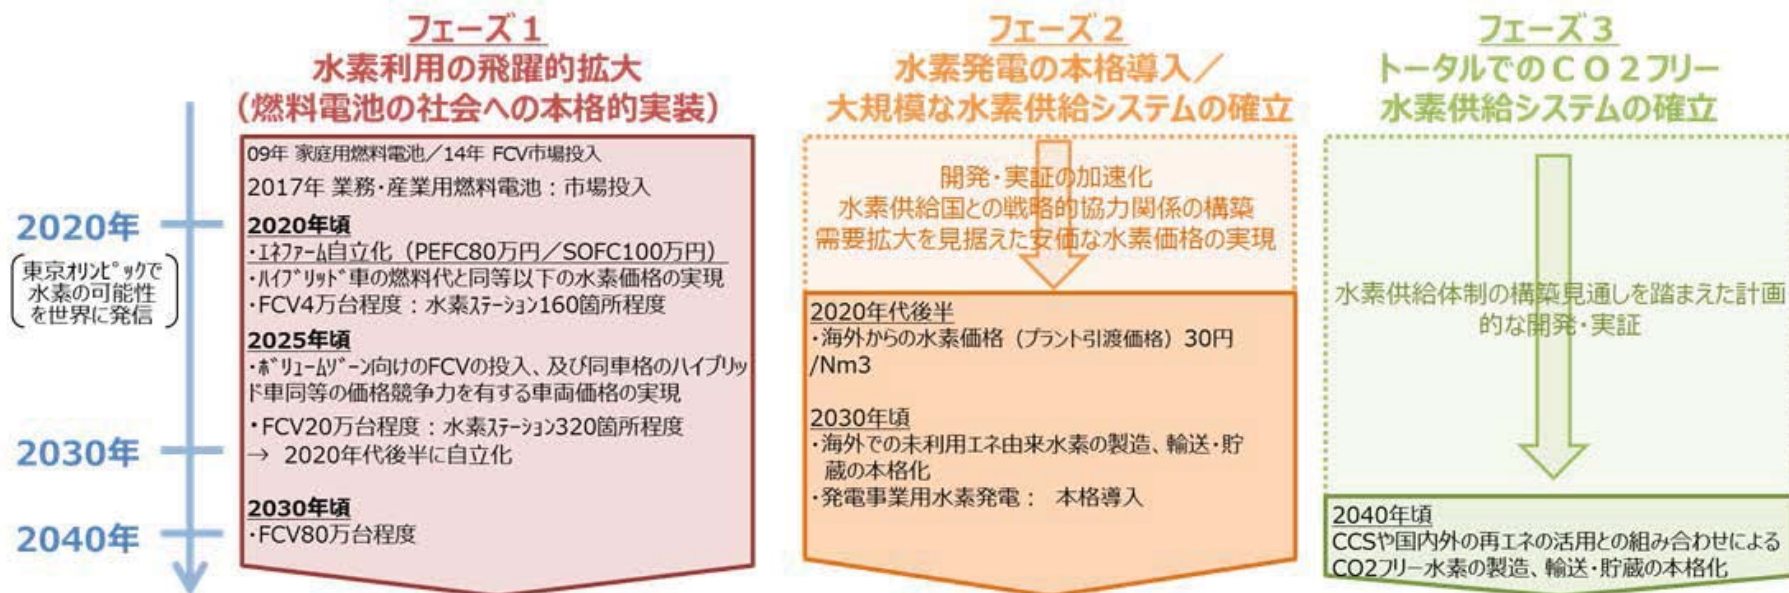 フェーズ1
水素利用の飛躍的拡大
(燃料電池の社会への本格的実装)
09年 家庭用燃料電池/14年 FCV市場投入
2017年 業務・産業用燃料電池:市場投入
2020年頃
・エネファーム自立化(PEFC80万円/SOFC100万円)
・ハイブリッド車の燃料代と同等以下の水素価格の実現
・FCV4万台程度:水素ステーション160箇所程度
2025年頃
・ボリュームゾーン向けのFCVの投入、及び同車格のハイブリッ
ド車同等の価格競争力を有する車両価格の実現
・FCV20万台程度:水素ステーション320箇所程度
→ 2020年代後半に自立化
2030年頃
・FCV80万台程度
2020年
東京オリンピックで
水素の可能性
を世界に発信
2030年
2040年
フェーズ2
水素発電の本格導入/
大規模な水素供給システムの確立
開発・実証の加速化
水素供給国との戦略的協力関係の構築
需要拡大を見据えた安価な水素価格の実現
2020年代後半
・海外からの水素価格(プラント引渡価格)30円
/Nm3
2030年頃
・海外での未利用エネ由来水素の製造、輸送・貯
蔵の本格化
・発電事業用水素発電: 本格導入
フェーズ3
トータルでのCO2フリー
水素供給システムの確立
水素供給体制の構築見通しを踏まえた計画
的な開発・実証
2040年頃
CCSや国内外の再エネの活用との組み合わせによる
CO2フリー水素の製造、輸送・貯蔵の本格化